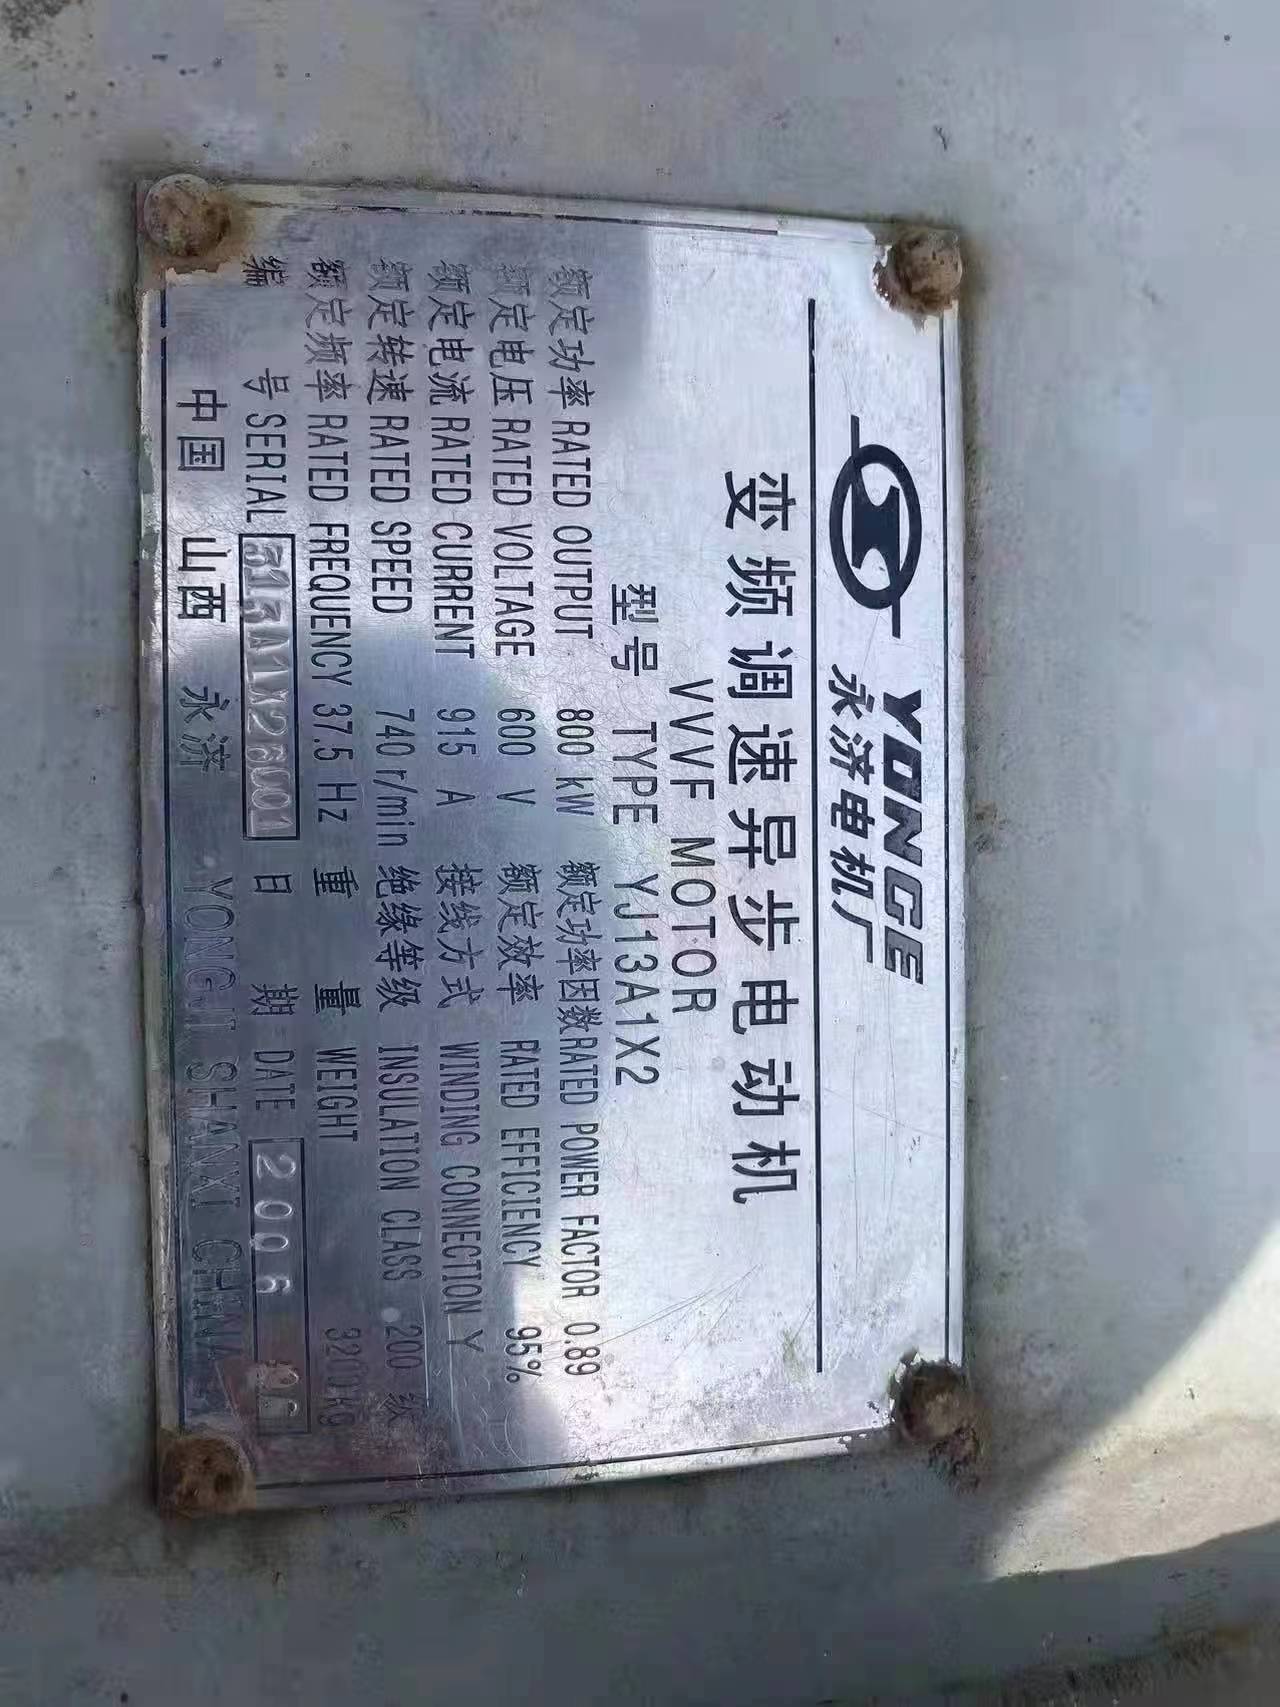 YONGE
永济电机厂
变频调速异步电动机
VVVF MOTOR
型号 TYPE YJ13A1X2
额定功率 RATED OUTPUT 800 kW 额定功率因数 RATED POWER FACTOR 0.89
额定电压 RATED VOLTAGE 600 V 额定效率 RATED EFFICIENCY 95%
额定电流 RATED CURRENT 915 A 接线方式 WINDING CONNECTION Y
额定转速 RATED SPEED 740 r/min 绝缘等级 INSULATION CLASS 200 级
额定频率 RATED FREQUENCY 37.5 Hz 重量 WEIGHT 3200kg
编号 SERIAL 日期 DATE 2006
中国 山西 永济 YONGJI SHANXI CHINA